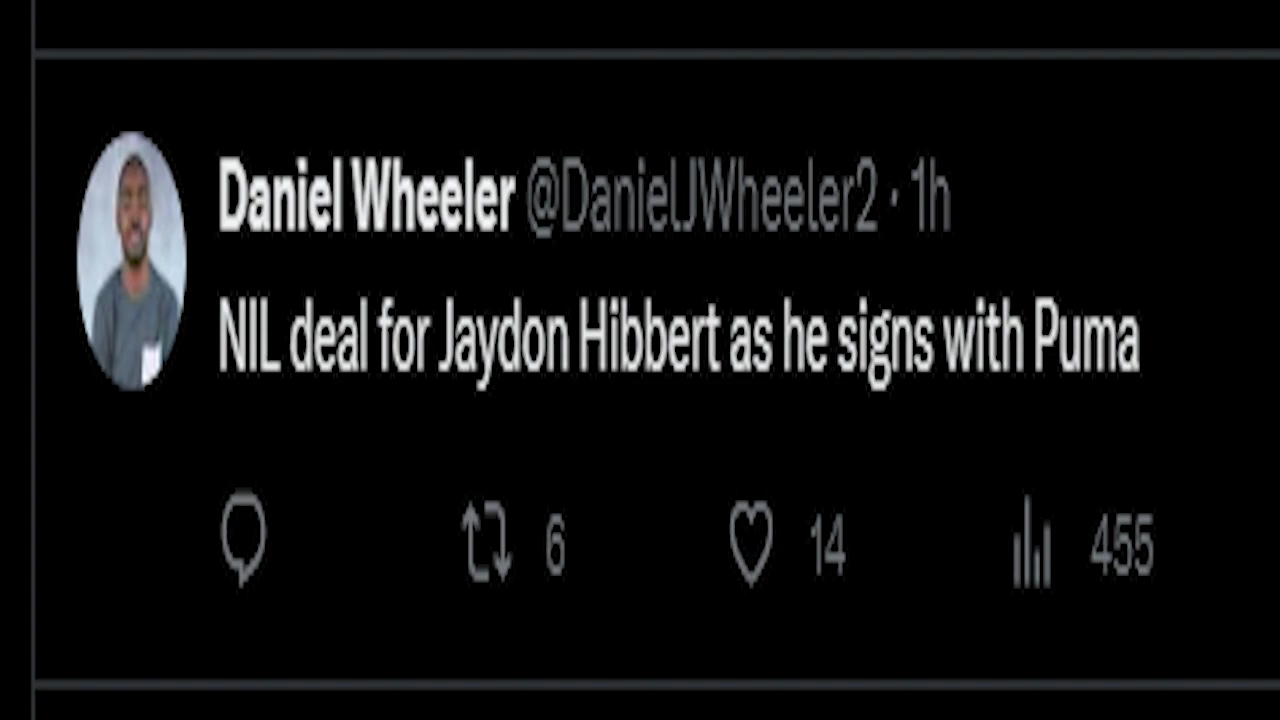 Daniel Wheeler @DanielJWheeler2 · 1h
NIL deal for Jaydon Hibbert as he signs with Puma
6 14 455